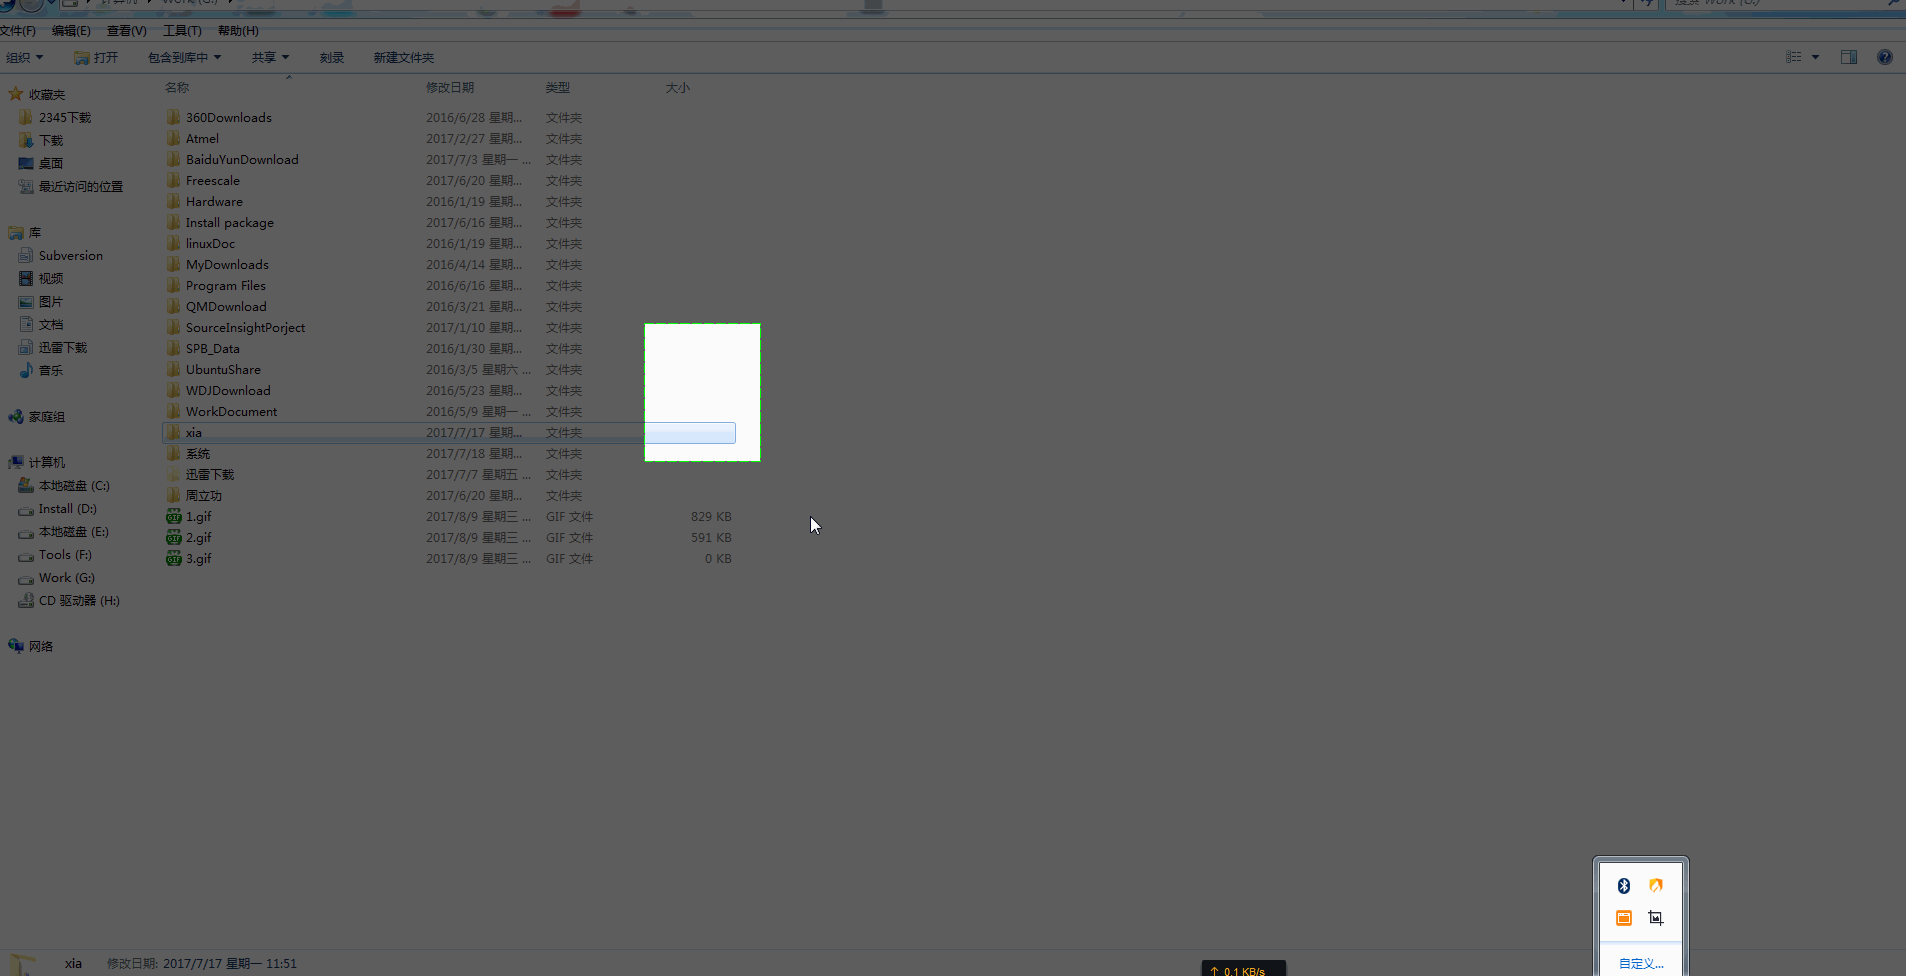 计算机 Work (G:) 搜索 Work (G:)
文件(F) 编辑(E) 查看(V) 工具(T) 帮助(H)
组织 打开 包含到库中 共享 刻录 新建文件夹
名称 修改日期 类型 大小
收藏夹
2345下载
下载
桌面
最近访问的位置
库
Subversion
视频
图片
文档
迅雷下载
音乐
家庭组
计算机
本地磁盘 (C:)
Install (D:)
本地磁盘 (E:)
Tools (F:)
Work (G:)
CD 驱动器 (H:)
网络
360Downloads 2016/6/28 星期... 文件夹
Atmel 2017/2/27 星期... 文件夹
BaiduYunDownload 2017/7/3 星期一 ... 文件夹
Freescale 2017/6/20 星期... 文件夹
Hardware 2016/1/19 星期... 文件夹
Install package 2017/6/16 星期... 文件夹
linuxDoc 2016/1/19 星期... 文件夹
MyDownloads 2016/4/14 星期... 文件夹
Program Files 2016/6/16 星期... 文件夹
QMDownload 2016/3/21 星期... 文件夹
SourceInsightPorject 2017/1/10 星期... 文件夹
SPB_Data 2016/1/30 星期... 文件夹
UbuntuShare 2016/3/5 星期六 ... 文件夹
WDJDownload 2016/5/23 星期... 文件夹
WorkDocument 2016/5/9 星期一 ... 文件夹
xia 2017/7/17 星期... 文件夹
系统 2017/7/18 星期... 文件夹
迅雷下载 2017/7/7 星期五 ... 文件夹
周立功 2017/6/20 星期... 文件夹
1.gif 2017/8/9 星期三 ... GIF 文件 829 KB
2.gif 2017/8/9 星期三 ... GIF 文件 591 KB
3.gif 2017/8/9 星期三 ... GIF 文件 0 KB
自定义...
xia 修改日期: 2017/7/17 星期一 11:51
↑ 0.1 KB/s